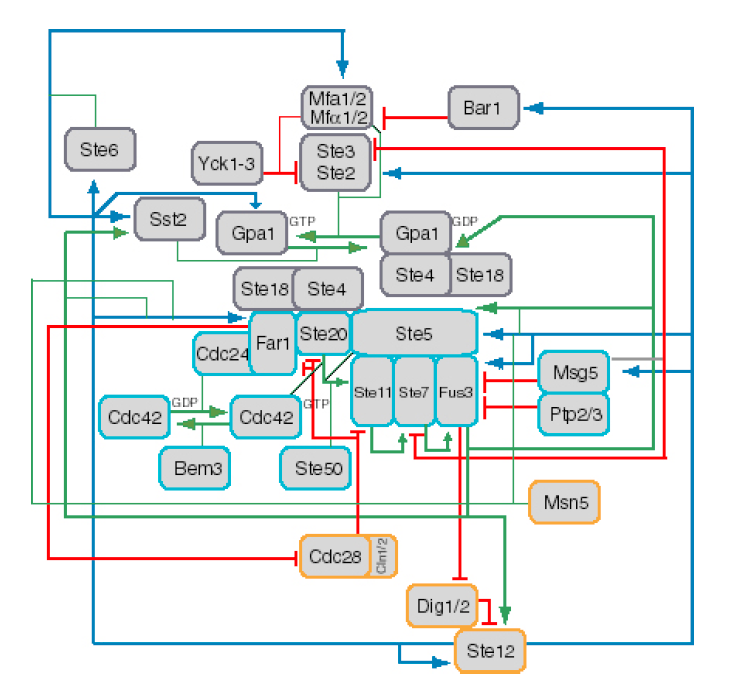 Mfa1/2
Mfα1/2
Bar1
Ste6
Yck1-3
Ste3
Ste2
Sst2
Gpa1
GTP
Gpa1
GDP
Ste4
Ste18
Ste18
Ste4
Cdc24
Far1
Ste20
Ste5
Ste11
Ste7
Fus3
Msg5
Ptp2/3
Cdc42
GDP
Cdc42
GTP
Bem3
Ste50
Msn5
Cdc28
Cln1/2
Dig1/2
Ste12